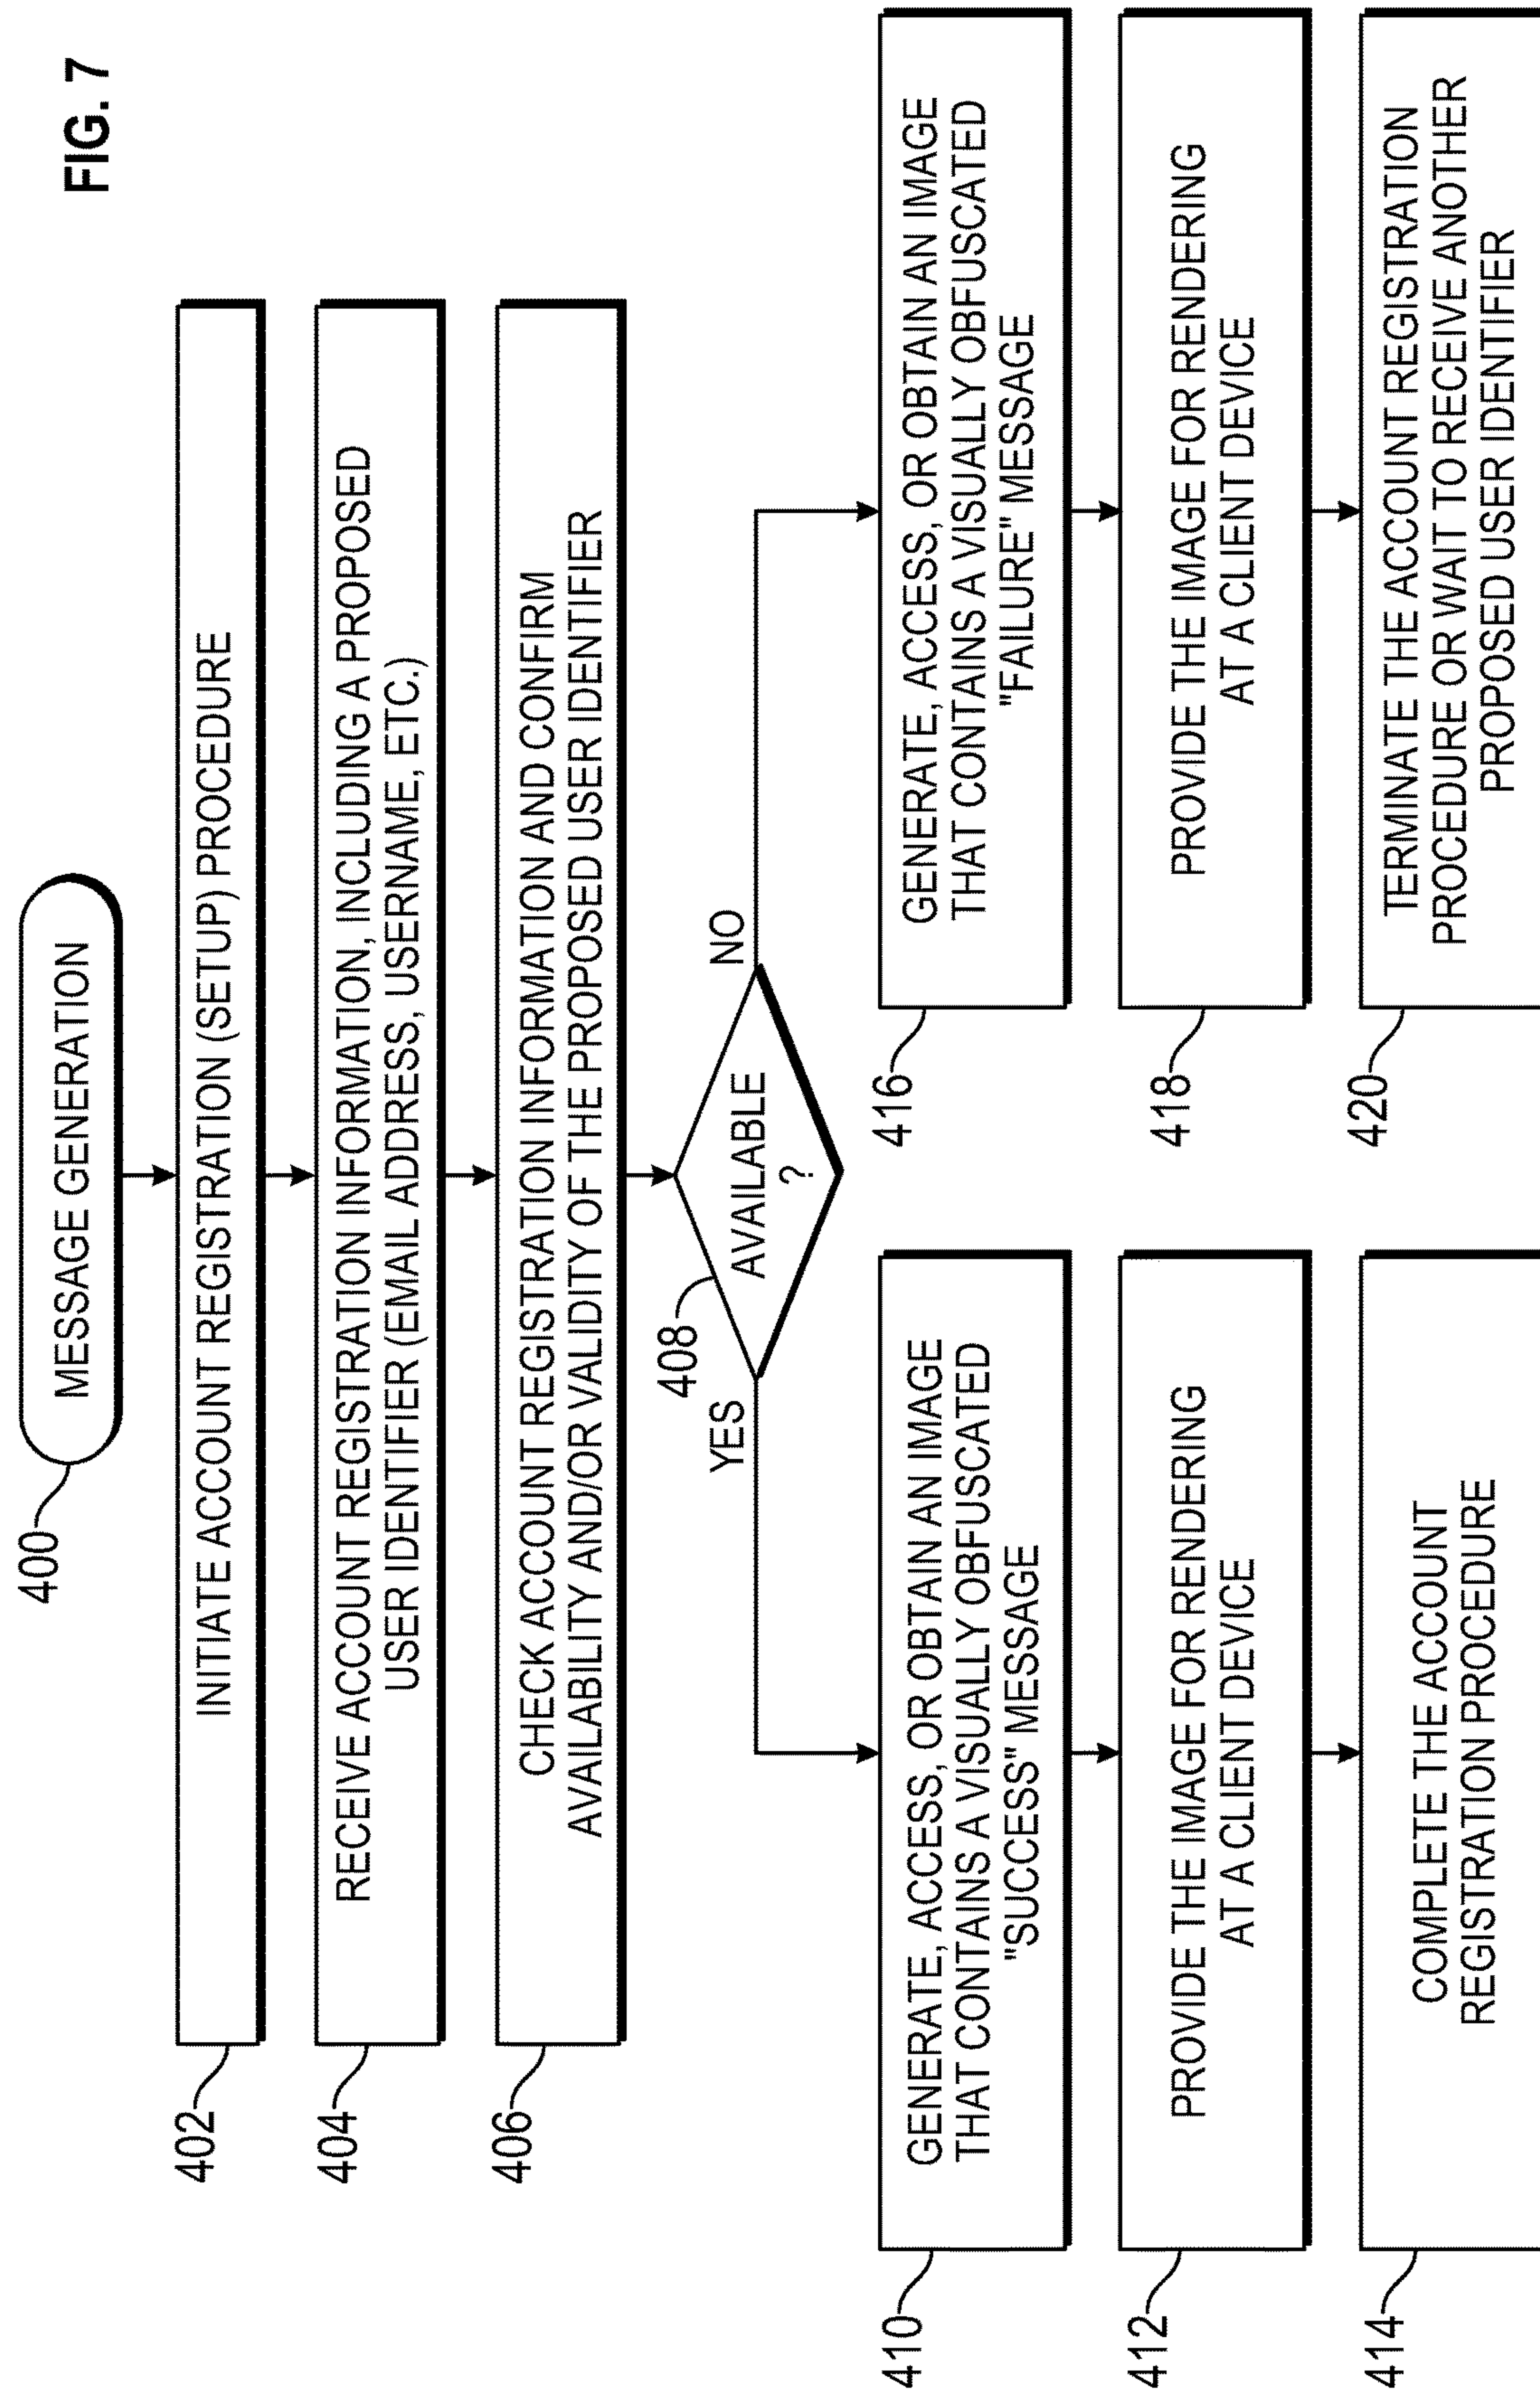 FIG. 7
400
MESSAGE GENERATION
402
INITIATE ACCOUNT REGISTRATION (SETUP) PROCEDURE
404
RECEIVE ACCOUNT REGISTRATION INFORMATION, INCLUDING A PROPOSED
USER IDENTIFIER (EMAIL ADDRESS, USERNAME, ETC.)
406
CHECK ACCOUNT REGISTRATION INFORMATION AND CONFIRM
AVAILABILITY AND/OR VALIDITY OF THE PROPOSED USER IDENTIFIER
408
AVAILABLE
?
YES
NO
410
GENERATE, ACCESS, OR OBTAIN AN IMAGE
THAT CONTAINS A VISUALLY OBFUSCATED
"SUCCESS" MESSAGE
412
PROVIDE THE IMAGE FOR RENDERING
AT A CLIENT DEVICE
414
COMPLETE THE ACCOUNT
REGISTRATION PROCEDURE
416
GENERATE, ACCESS, OR OBTAIN AN IMAGE
THAT CONTAINS A VISUALLY OBFUSCATED
"FAILURE" MESSAGE
418
PROVIDE THE IMAGE FOR RENDERING
AT A CLIENT DEVICE
420
TERMINATE THE ACCOUNT REGISTRATION
PROCEDURE OR WAIT TO RECEIVE ANOTHER
PROPOSED USER IDENTIFIER